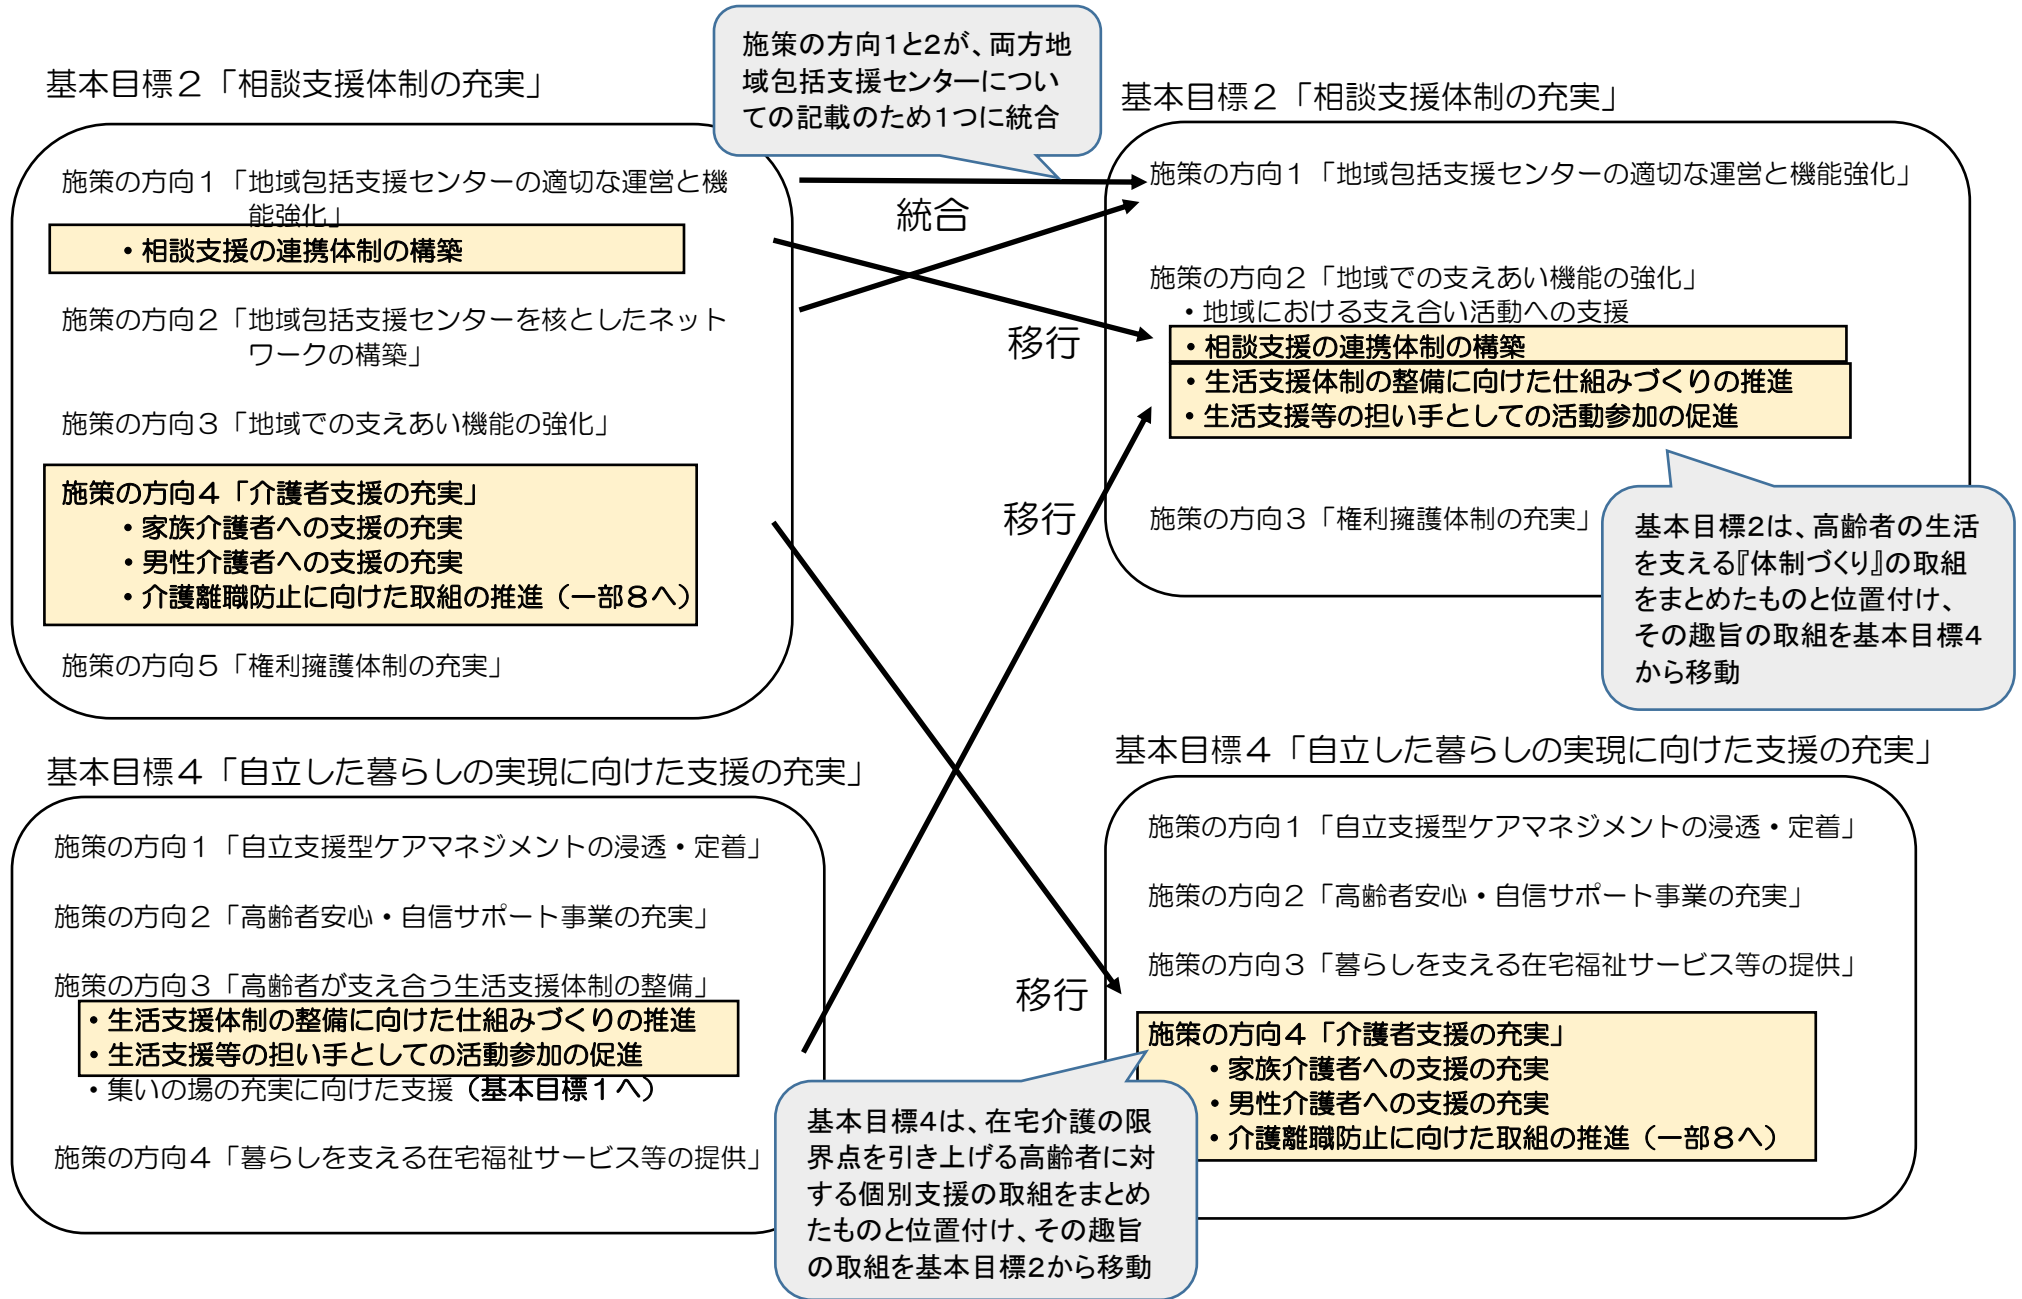 施策の方向１と２が、両方地
域包括支援センターについ
ての記載のため１つに統合
基本目標２「相談支援体制の充実」
施策の方向１「地域包括支援センターの適切な運営と機
能強化」
・相談支援の連携体制の構築
施策の方向２「地域包括支援センターを核としたネット
ワークの構築」
施策の方向３「地域での支えあい機能の強化」
施策の方向４「介護者支援の充実」
・家族介護者への支援の充実
・男性介護者への支援の充実
・介護離職防止に向けた取組の推進（一部８へ）
施策の方向５「権利擁護体制の充実」
統合
移行
移行
移行
基本目標２「相談支援体制の充実」
施策の方向１「地域包括支援センターの適切な運営と機能強化」
施策の方向２「地域での支えあい機能の強化」
・地域における支え合い活動への支援
・相談支援の連携体制の構築
・生活支援体制の整備に向けた仕組みづくりの推進
・生活支援等の担い手としての活動参加の促進
施策の方向３「権利擁護体制の充実」
基本目標２は、高齢者の生活
を支える『体制づくり』の取組
をまとめたものと位置付け、
その趣旨の取組を基本目標４
から移動
基本目標４「自立した暮らしの実現に向けた支援の充実」
施策の方向１「自立支援型ケアマネジメントの浸透・定着」
施策の方向２「高齢者安心・自信サポート事業の充実」
施策の方向３「高齢者が支え合う生活支援体制の整備」
・生活支援体制の整備に向けた仕組みづくりの推進
・生活支援等の担い手としての活動参加の促進
・集いの場の充実に向けた支援（基本目標１へ）
施策の方向４「暮らしを支える在宅福祉サービス等の提供」
基本目標４「自立した暮らしの実現に向けた支援の充実」
施策の方向１「自立支援型ケアマネジメントの浸透・定着」
施策の方向２「高齢者安心・自信サポート事業の充実」
施策の方向３「暮らしを支える在宅福祉サービス等の提供」
施策の方向４「介護者支援の充実」
・家族介護者への支援の充実
・男性介護者への支援の充実
・介護離職防止に向けた取組の推進（一部８へ）
基本目標４は、在宅介護の限
界点を引き上げる高齢者に対
する個別支援の取組をまとめ
たものと位置付け、その趣旨
の取組を基本目標２から移動